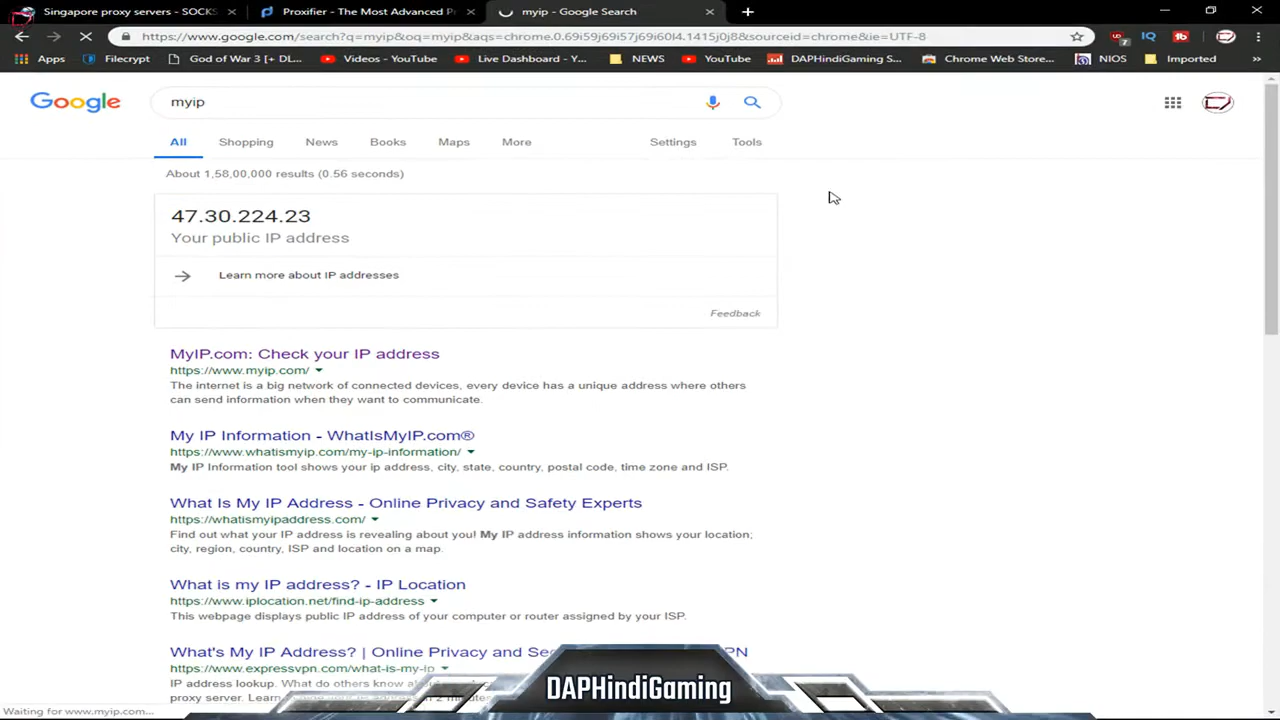 Singapore proxy servers - SOCKS
Proxifier - The Most Advanced Pr
myip - Google Search
https://www.google.com/search?q=myip&oq=myip&aqs=chrome.0.69i59j69i57j69i60l4.1415j0j8&sourceid=chrome&ie=UTF-8
Apps
Filecrypt
God of War 3 [+ DL...
Videos - YouTube
Live Dashboard - Y...
NEWS
YouTube
DAPHindiGaming S...
Chrome Web Store...
NIOS
Imported
Google
myip
All Shopping News Books Maps More Settings Tools
About 1,58,00,000 results (0.56 seconds)
47.30.224.23
Your public IP address
Learn more about IP addresses
Feedback
MyIP.com: Check your IP address
https://www.myip.com/
The internet is a big network of connected devices, every device has a unique address where others
can send information when they want to communicate.
My IP Information - WhatIsMyIP.com®
https://www.whatismyip.com/my-ip-information/
My IP Information tool shows your ip address, city, state, country, postal code, time zone and ISP.
What Is My IP Address - Online Privacy and Safety Experts
https://whatismyipaddress.com/
Find out what your IP address is revealing about you! My IP address information shows your location;
city, region, country, ISP and location on a map.
What is my IP address? - IP Location
https://www.iplocation.net/find-ip-address
This webpage displays public IP address of your computer or router assigned by your ISP.
What's My IP Address? | Online Privacy and Sec
https://www.expressvpn.com/what-is-my-ip
IP address lookup. What do others know about
proxy server. Learn
DAPHindiGaming
Waiting for www.myip.com...